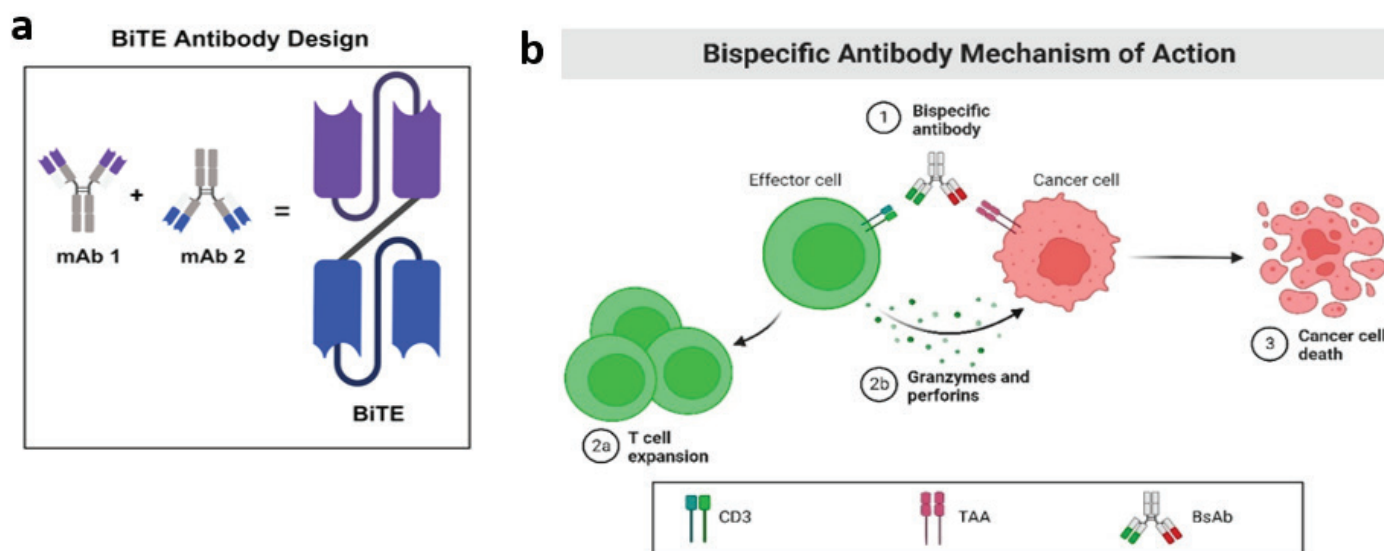 a
BiTE Antibody Design
mAb 1
+
mAb 2
=
BiTE
b
Bispecific Antibody Mechanism of Action
1
Bispecific
antibody
Effector cell
Cancer cell
2a
T cell
expansion
2b
Granzymes and
perforins
3
Cancer cell
death
CD3
TAA
BsAb